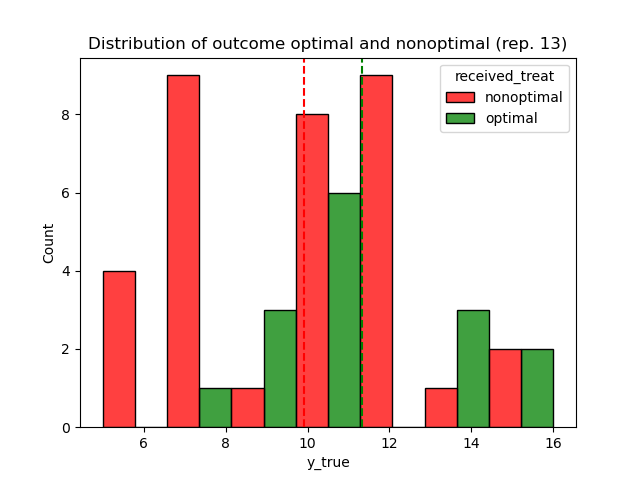 Distribution of outcome optimal and nonoptimal (rep. 13)
received_treat
nonoptimal
optimal
8
6
4
2
0
Count
6 8 10 12 14 16
y_true